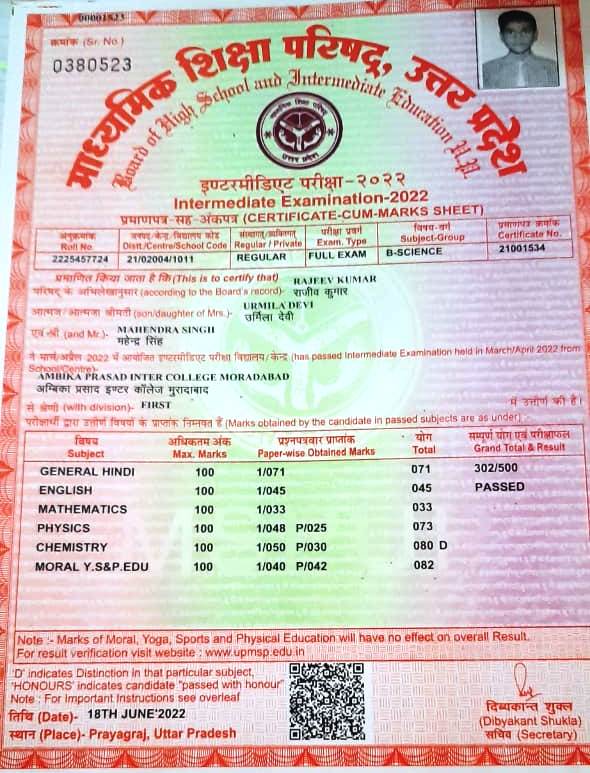 00001823
क्रमांक (Sr. No.)
0380523
माध्यमिक शिक्षा परिषद्, उत्तर प्रदेश
Board of High School and Intermediate Education U.P.
माध्यमिक शिक्षा परिषद्
उत्तर प्रदेश
इण्टरमीडिएट परीक्षा-२०२२
Intermediate Examination-2022
प्रमाणपत्र-सह-अंकपत्र (CERTIFICATE-CUM-MARKS SHEET)
अनुक्रमांक जनपद/केन्द्र/विद्यालय कोड संस्थागत/व्यक्तिगत परीक्षा प्रकार विषय-वर्ग प्रमाणपत्र क्रमांक
Roll No Distt./Centre/School Code Regular / Private Exam. Type Subject-Group Certificate No.
2225457724 21/02004/1011 REGULAR FULL EXAM B-SCIENCE 21001534
प्रमाणित किया जाता है कि (This is to certify that) RAJEEV KUMAR
परिषद् के अभिलेखानुसार (according to the Board's record)- राजीव कुमार
URMILA DEVI
आत्मज / आत्मजा श्रीमती (son/daughter of Mrs.)- उर्मिला देवी
एवं श्री (and Mr.)- MAHENDRA SINGH
महेन्द्र सिंह
ने मार्च/अप्रैल 2022 में आयोजित इण्टरमीडिएट परीक्षा विद्यालय/केन्द्र (has passed Intermediate Examination held in March/April 2022 from
School/Centre)-
AMBIKA PRASAD INTER COLLEGE MORADABAD
अम्बिका प्रसाद इण्टर कॉलेज मुरादाबाद
से श्रेणी (with division)- FIRST में उत्तीर्ण की है।
परीक्षार्थी द्वारा उत्तीर्ण विषयों के प्राप्तांक निम्नवत् हैं (Marks obtained by the candidate in passed subjects are as under) :-
विषय अधिकतम अंक प्रश्नपत्रवार प्राप्तांक योग सम्पूर्ण योग एवं परीक्षाफल
Subject Max. Marks Paper-wise Obtained Marks Total Grand Total & Result
GENERAL HINDI 100 1/071 071 302/500
ENGLISH 100 1/045 045 PASSED
MATHEMATICS 100 1/033 033
PHYSICS 100 1/048 P/025 073
CHEMISTRY 100 1/050 P/030 080 D
MORAL Y.S&P.EDU 100 1/040 P/042 082
Note :- Marks of Moral, Yoga, Sports and Physical Education will have no effect on overall Result.
For result verification visit website : www.upmsp.edu.in
'D' indicates Distinction in that particular subject,
'HONOURS' indicates candidate "passed with honour"
Note : For Important Instructions see overleaf
तिथि (Date)- 18TH JUNE'2022
स्थान (Place)- Prayagraj, Uttar Pradesh
दिब्यकान्त शुक्ल
(Dibyakant Shukla)
सचिव (Secretary)